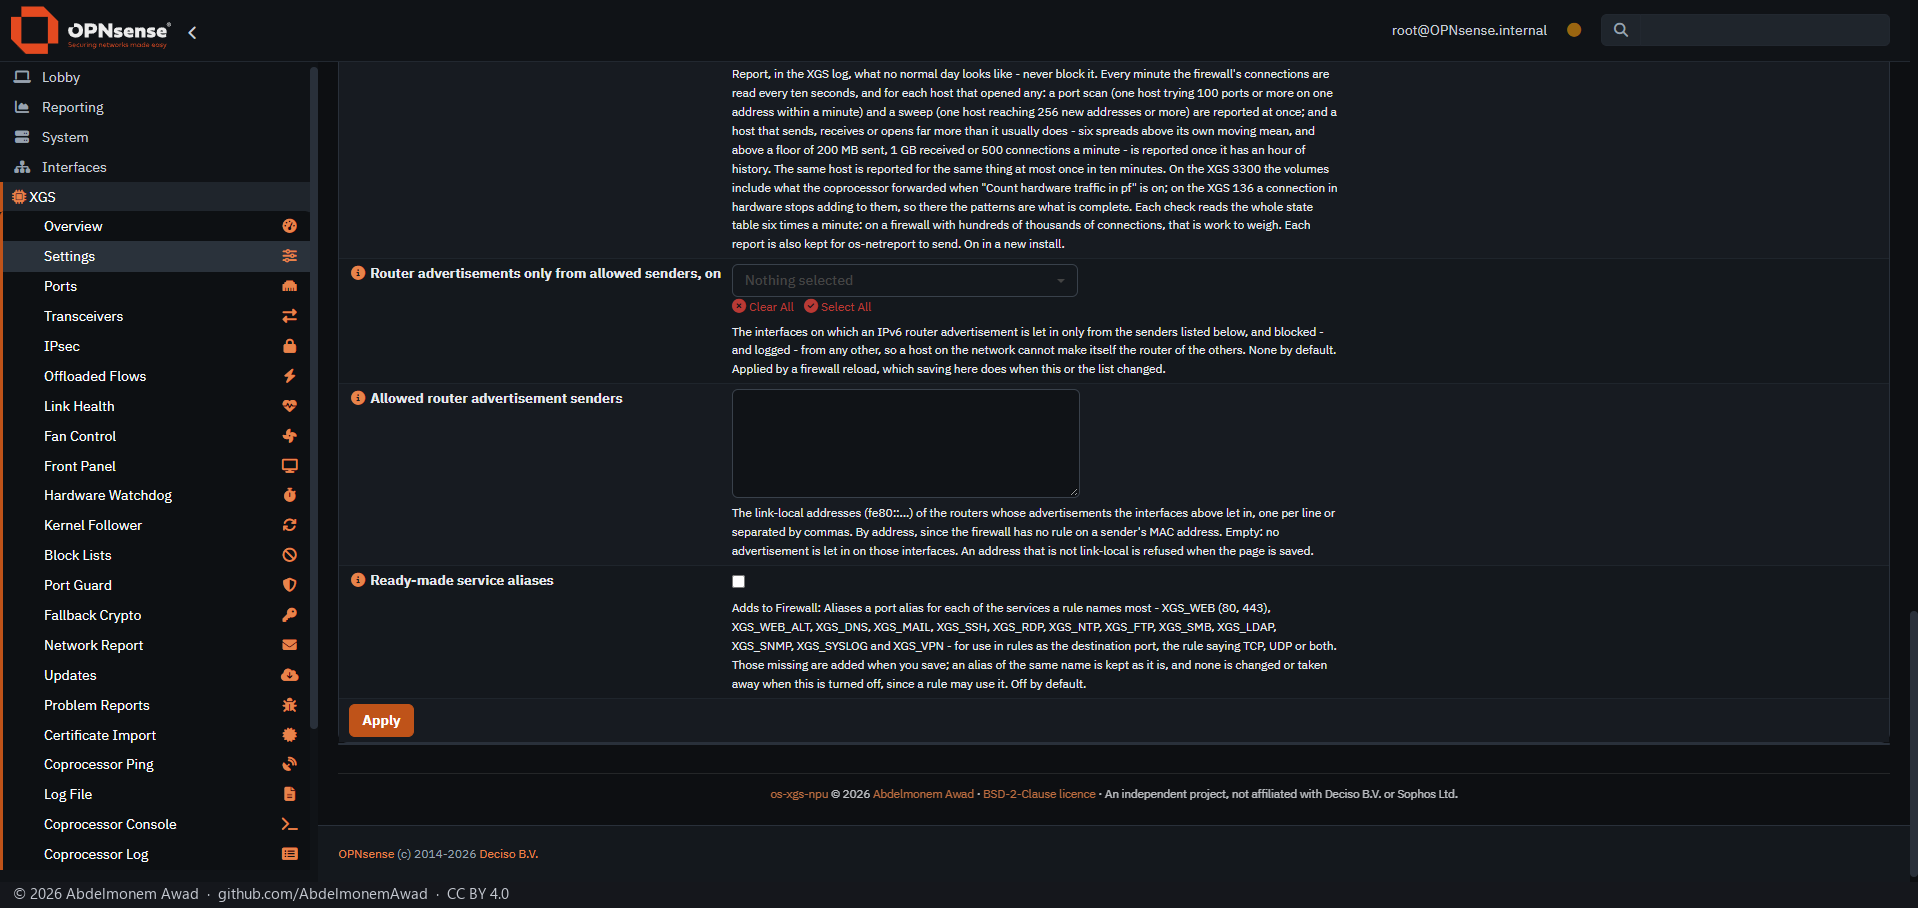 OPNsense®
Securing networks made easy
root@OPNsense.internal
Lobby
Reporting
System
Interfaces
XGS
Overview
Settings
Ports
Transceivers
IPsec
Offloaded Flows
Link Health
Fan Control
Front Panel
Hardware Watchdog
Kernel Follower
Block Lists
Port Guard
Fallback Crypto
Network Report
Updates
Problem Reports
Certificate Import
Coprocessor Ping
Log File
Coprocessor Console
Coprocessor Log
Report, in the XGS log, what no normal day looks like - never block it. Every minute the firewall's connections are
read every ten seconds, and for each host that opened any: a port scan (one host trying 100 ports or more on one
address within a minute) and a sweep (one host reaching 256 new addresses or more) are reported at once; and a
host that sends, receives or opens far more than it usually does - six spreads above its own moving mean, and
above a floor of 200 MB sent, 1 GB received or 500 connections a minute - is reported once it has an hour of
history. The same host is reported for the same thing at most once in ten minutes. On the XGS 3300 the volumes
include what the coprocessor forwarded when "Count hardware traffic in pf" is on; on the XGS 136 a connection in
hardware stops adding to them, so there the patterns are what is complete. Each check reads the whole state
table six times a minute: on a firewall with hundreds of thousands of connections, that is work to weigh. Each
report is also kept for os-netreport to send. On in a new install.
Router advertisements only from allowed senders, on
Nothing selected
Clear All Select All
The interfaces on which an IPv6 router advertisement is let in only from the senders listed below, and blocked -
and logged - from any other, so a host on the network cannot make itself the router of the others. None by default.
Applied by a firewall reload, which saving here does when this or the list changed.
Allowed router advertisement senders
The link-local addresses (fe80::...) of the routers whose advertisements the interfaces above let in, one per line or
separated by commas. By address, since the firewall has no rule on a sender's MAC address. Empty: no
advertisement is let in on those interfaces. An address that is not link-local is refused when the page is saved.
Ready-made service aliases
Adds to Firewall: Aliases a port alias for each of the services a rule names most - XGS_WEB (80, 443),
XGS_WEB_ALT, XGS_DNS, XGS_MAIL, XGS_SSH, XGS_RDP, XGS_NTP, XGS_FTP, XGS_SMB, XGS_LDAP,
XGS_SNMP, XGS_SYSLOG and XGS_VPN - for use in rules as the destination port, the rule saying TCP, UDP or both.
Those missing are added when you save; an alias of the same name is kept as it is, and none is changed or taken
away when this is turned off, since a rule may use it. Off by default.
Apply
os-xgs-npu © 2026 Abdelmonem Awad · BSD-2-Clause licence · An independent project, not affiliated with Deciso B.V. or Sophos Ltd.
OPNsense (c) 2014-2026 Deciso B.V.
© 2026 Abdelmonem Awad · github.com/AbdelmonemAwad · CC BY 4.0